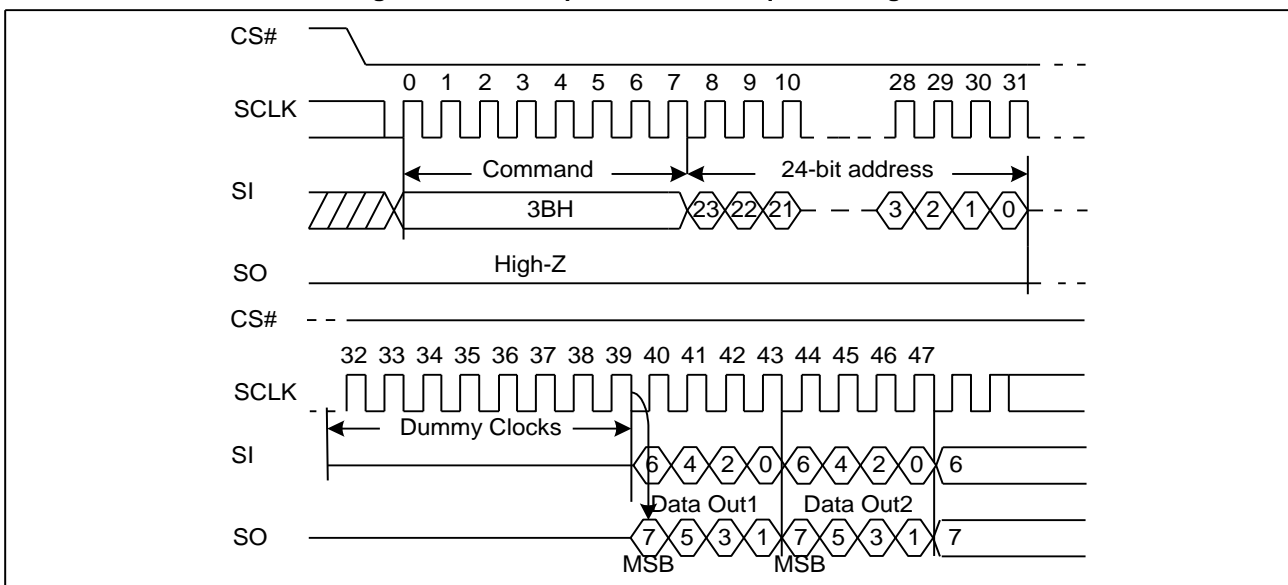 CS#
0 1 2 3 4 5 6 7 8 9 10 28 29 30 31
SCLK
Command 24-bit address
SI
3BH 23 22 21 3 2 1 0
High-Z
SO
CS#
32 33 34 35 36 37 38 39 40 41 42 43 44 45 46 47
SCLK
Dummy Clocks
SI
6 4 2 0 6 4 2 0 6
Data Out1 Data Out2
SO
7 5 3 1 7 5 3 1 7
MSB MSB